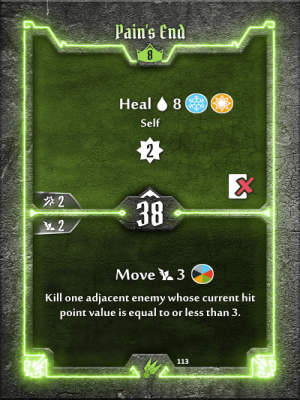 Pain's End
8
Heal 8
Self
2
2
38
2
Move 3
Kill one adjacent enemy whose current hit
point value is equal to or less than 3.
113